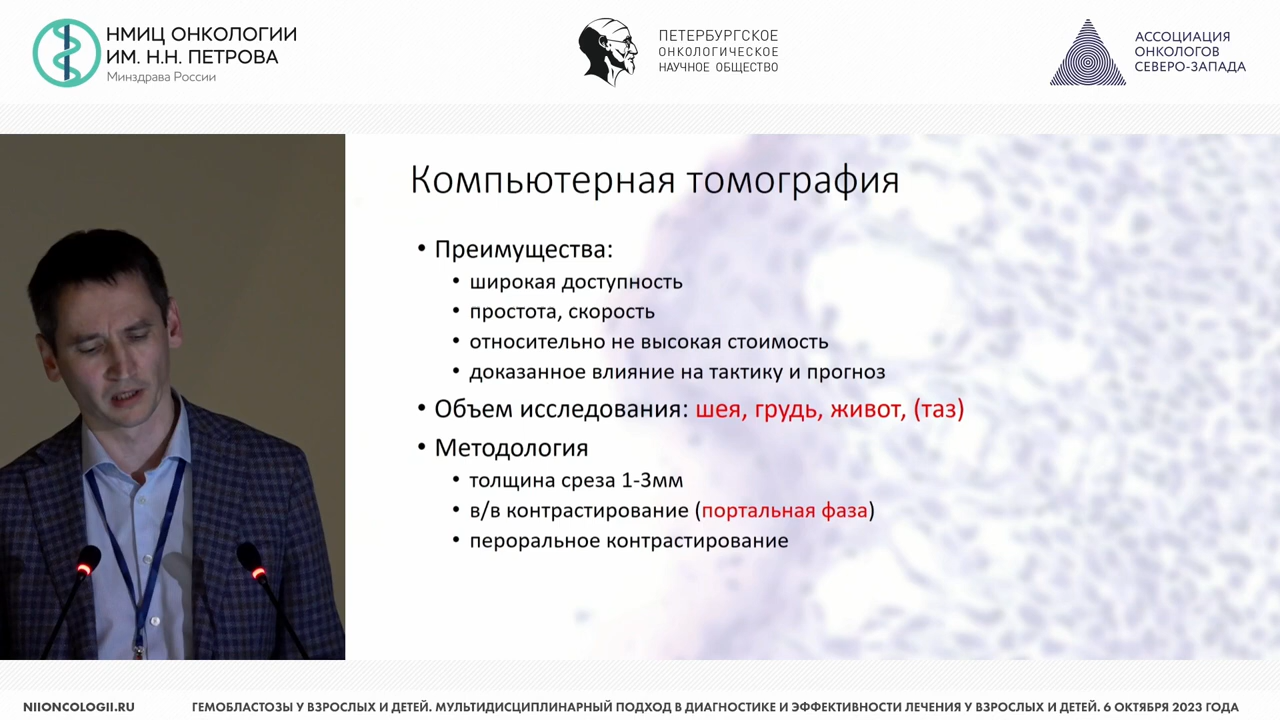 НМИЦ ОНКОЛОГИИ
ИМ. Н.Н. ПЕТРОВА
Минздрава России
ПЕТЕРБУРГСКОЕ
ОНКОЛОГИЧЕСКОЕ
НАУЧНОЕ ОБЩЕСТВО
АССОЦИАЦИЯ
ОНКОЛОГОВ
СЕВЕРО-ЗАПАДА
Компьютерная томография
• Преимущества:
• широкая доступность
• простота, скорость
• относительно не высокая стоимость
• доказанное влияние на тактику и прогноз
• Объем исследования: шея, грудь, живот, (таз)
• Методология
• толщина среза 1-3мм
• в/в контрастирование (портальная фаза)
• пероральное контрастирование
NIIONCOLOGII.RU
ГЕМОБЛАСТОЗЫ У ВЗРОСЛЫХ И ДЕТЕЙ. МУЛЬТИДИСЦИПЛИНАРНЫЙ ПОДХОД В ДИАГНОСТИКЕ И ЭФФЕКТИВНОСТИ ЛЕЧЕНИЯ У ВЗРОСЛЫХ И ДЕТЕЙ. 6 ОКТЯБРЯ 2023 ГОДА